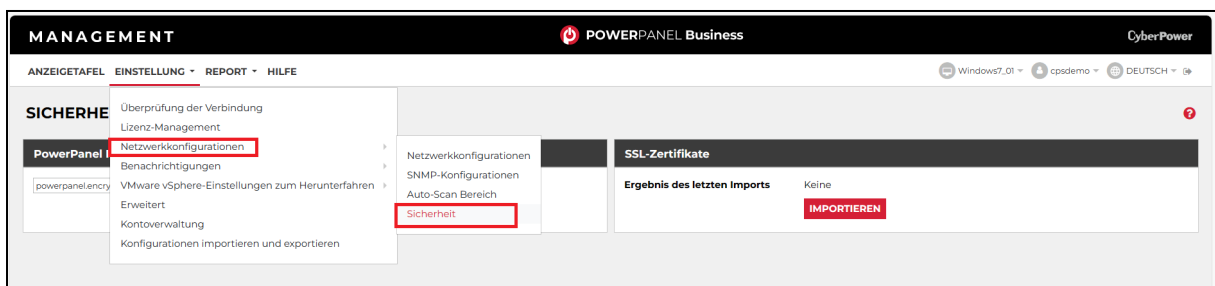 MANAGEMENT
POWERPANEL Business
CyberPower
ANZEIGETAFEL EINSTELLUNG REPORT HILFE
Windows7_01 cpsdemo DEUTSCH
SICHERHE
?
Überprüfung der Verbindung
Lizenz-Management
Netzwerkkonfigurationen
Benachrichtigungen
VMware vSphere-Einstellungen zum Herunterfahren
Erweitert
Kontoverwaltung
Konfigurationen importieren und exportieren
Netzwerkkonfigurationen
SNMP-Konfigurationen
Auto-Scan Bereich
Sicherheit
PowerPanel
powerpanel.encry
SSL-Zertifikate
Ergebnis des letzten Imports Keine
IMPORTIEREN